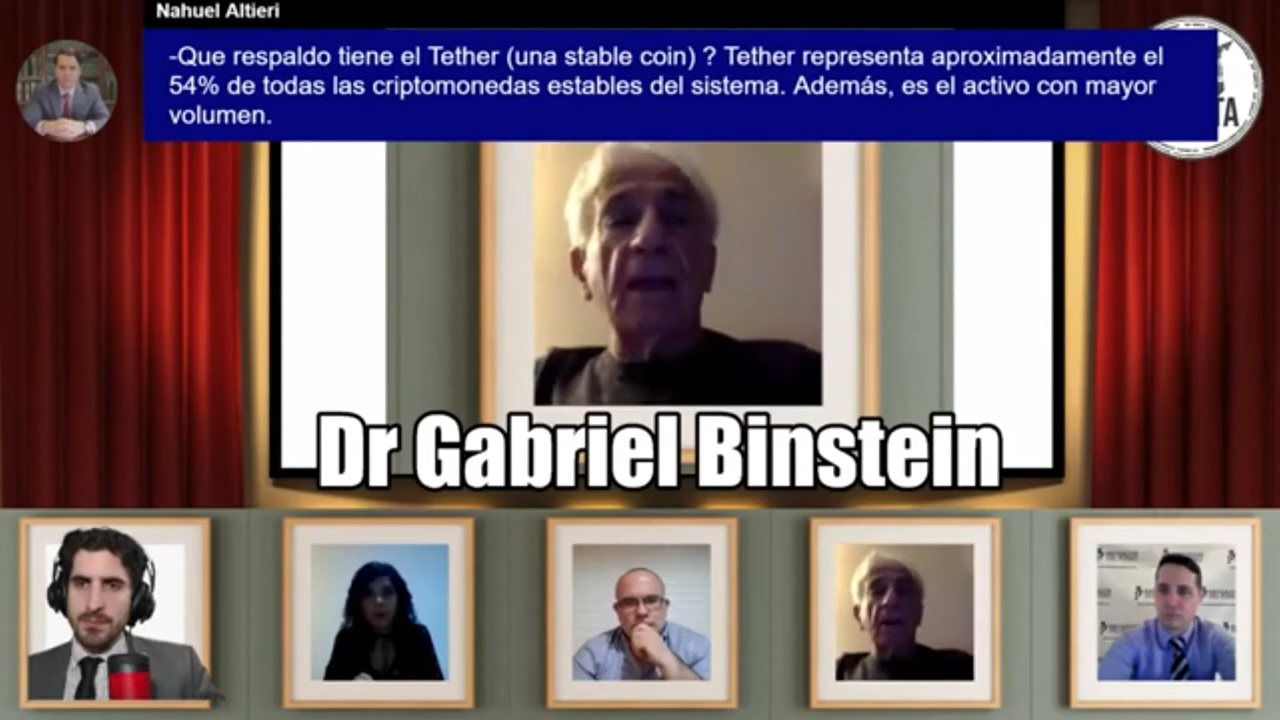 Nahuel Altieri
-Que respaldo tiene el Tether (una stable coin) ? Tether representa aproximadamente el
54% de todas las criptomonedas estables del sistema. Además, es el activo con mayor
volumen.
TA
Dr Gabriel Binstein